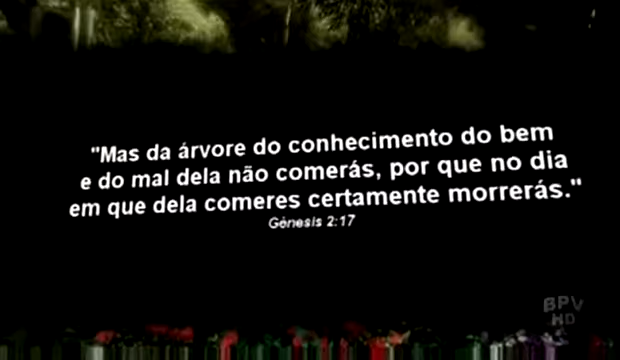 "Mas da árvore do conhecimento do bem
e do mal dela não comerás, por que no dia
em que dela comeres certamente morrerás."
Gênesis 2:17
BPV
HD